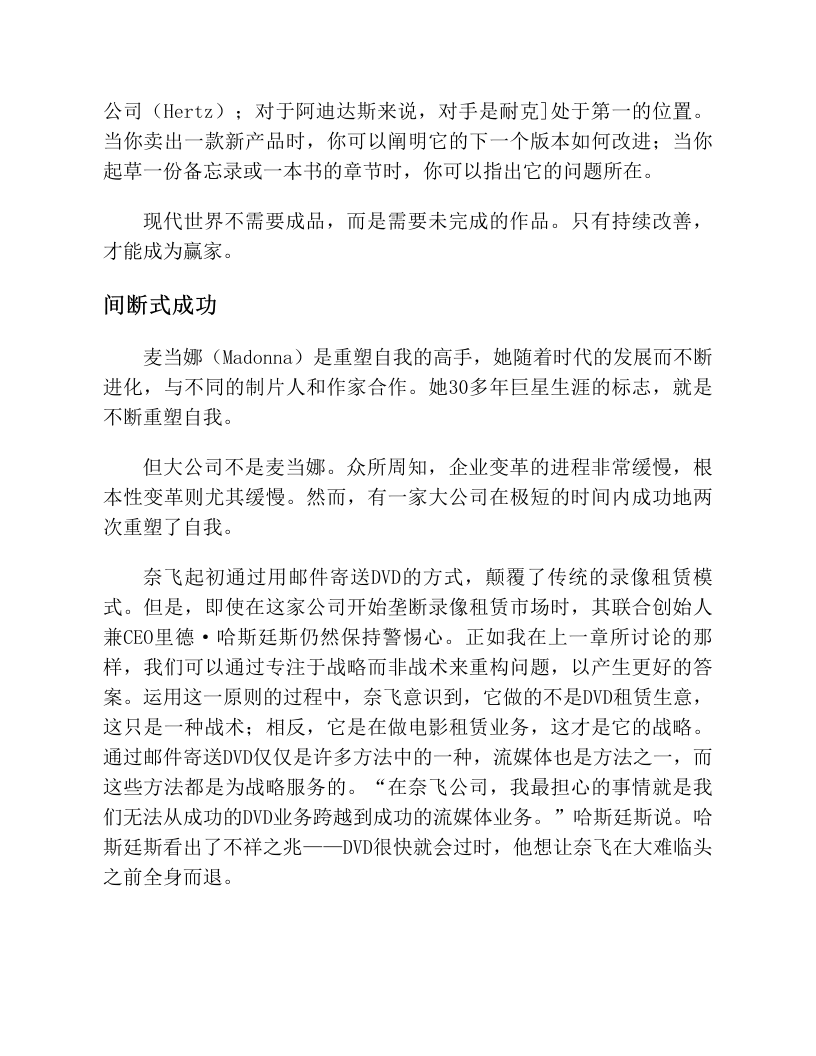 公司（Hertz）；对于阿迪达斯来说，对手是耐克]处于第一的位置。
当你卖出一款新产品时，你可以阐明它的下一个版本如何改进；当你
起草一份备忘录或一本书的章节时，你可以指出它的问题所在。
现代世界不需要成品，而是需要未完成的作品。只有持续改善，
才能成为赢家。
间断式成功
麦当娜（Madonna）是重塑自我的高手，她随着时代的发展而不断
进化，与不同的制片人和作家合作。她30多年巨星生涯的标志，就是
不断重塑自我。
但大公司不是麦当娜。众所周知，企业变革的进程非常缓慢，根
本性变革则尤其缓慢。然而，有一家大公司在极短的时间内成功地两
次重塑了自我。
奈飞起初通过用邮件寄送DVD的方式，颠覆了传统的录像租赁模
式。但是，即使在这家公司开始垄断录像租赁市场时，其联合创始人
兼CEO里德·哈斯廷斯仍然保持警惕心。正如我在上一章所讨论的那
样，我们可以通过专注于战略而非战术来重构问题，以产生更好的答
案。运用这一原则的过程中，奈飞意识到，它做的不是DVD租赁生意，
这只是一种战术；相反，它是在做电影租赁业务，这才是它的战略。
通过邮件寄送DVD仅仅是许多方法中的一种，流媒体也是方法之一，而
这些方法都是为战略服务的。“在奈飞公司，我最担心的事情就是我
们无法从成功的DVD业务跨越到成功的流媒体业务。”哈斯廷斯说。哈
斯廷斯看出了不祥之兆——DVD很快就会过时，他想让奈飞在大难临头
之前全身而退。